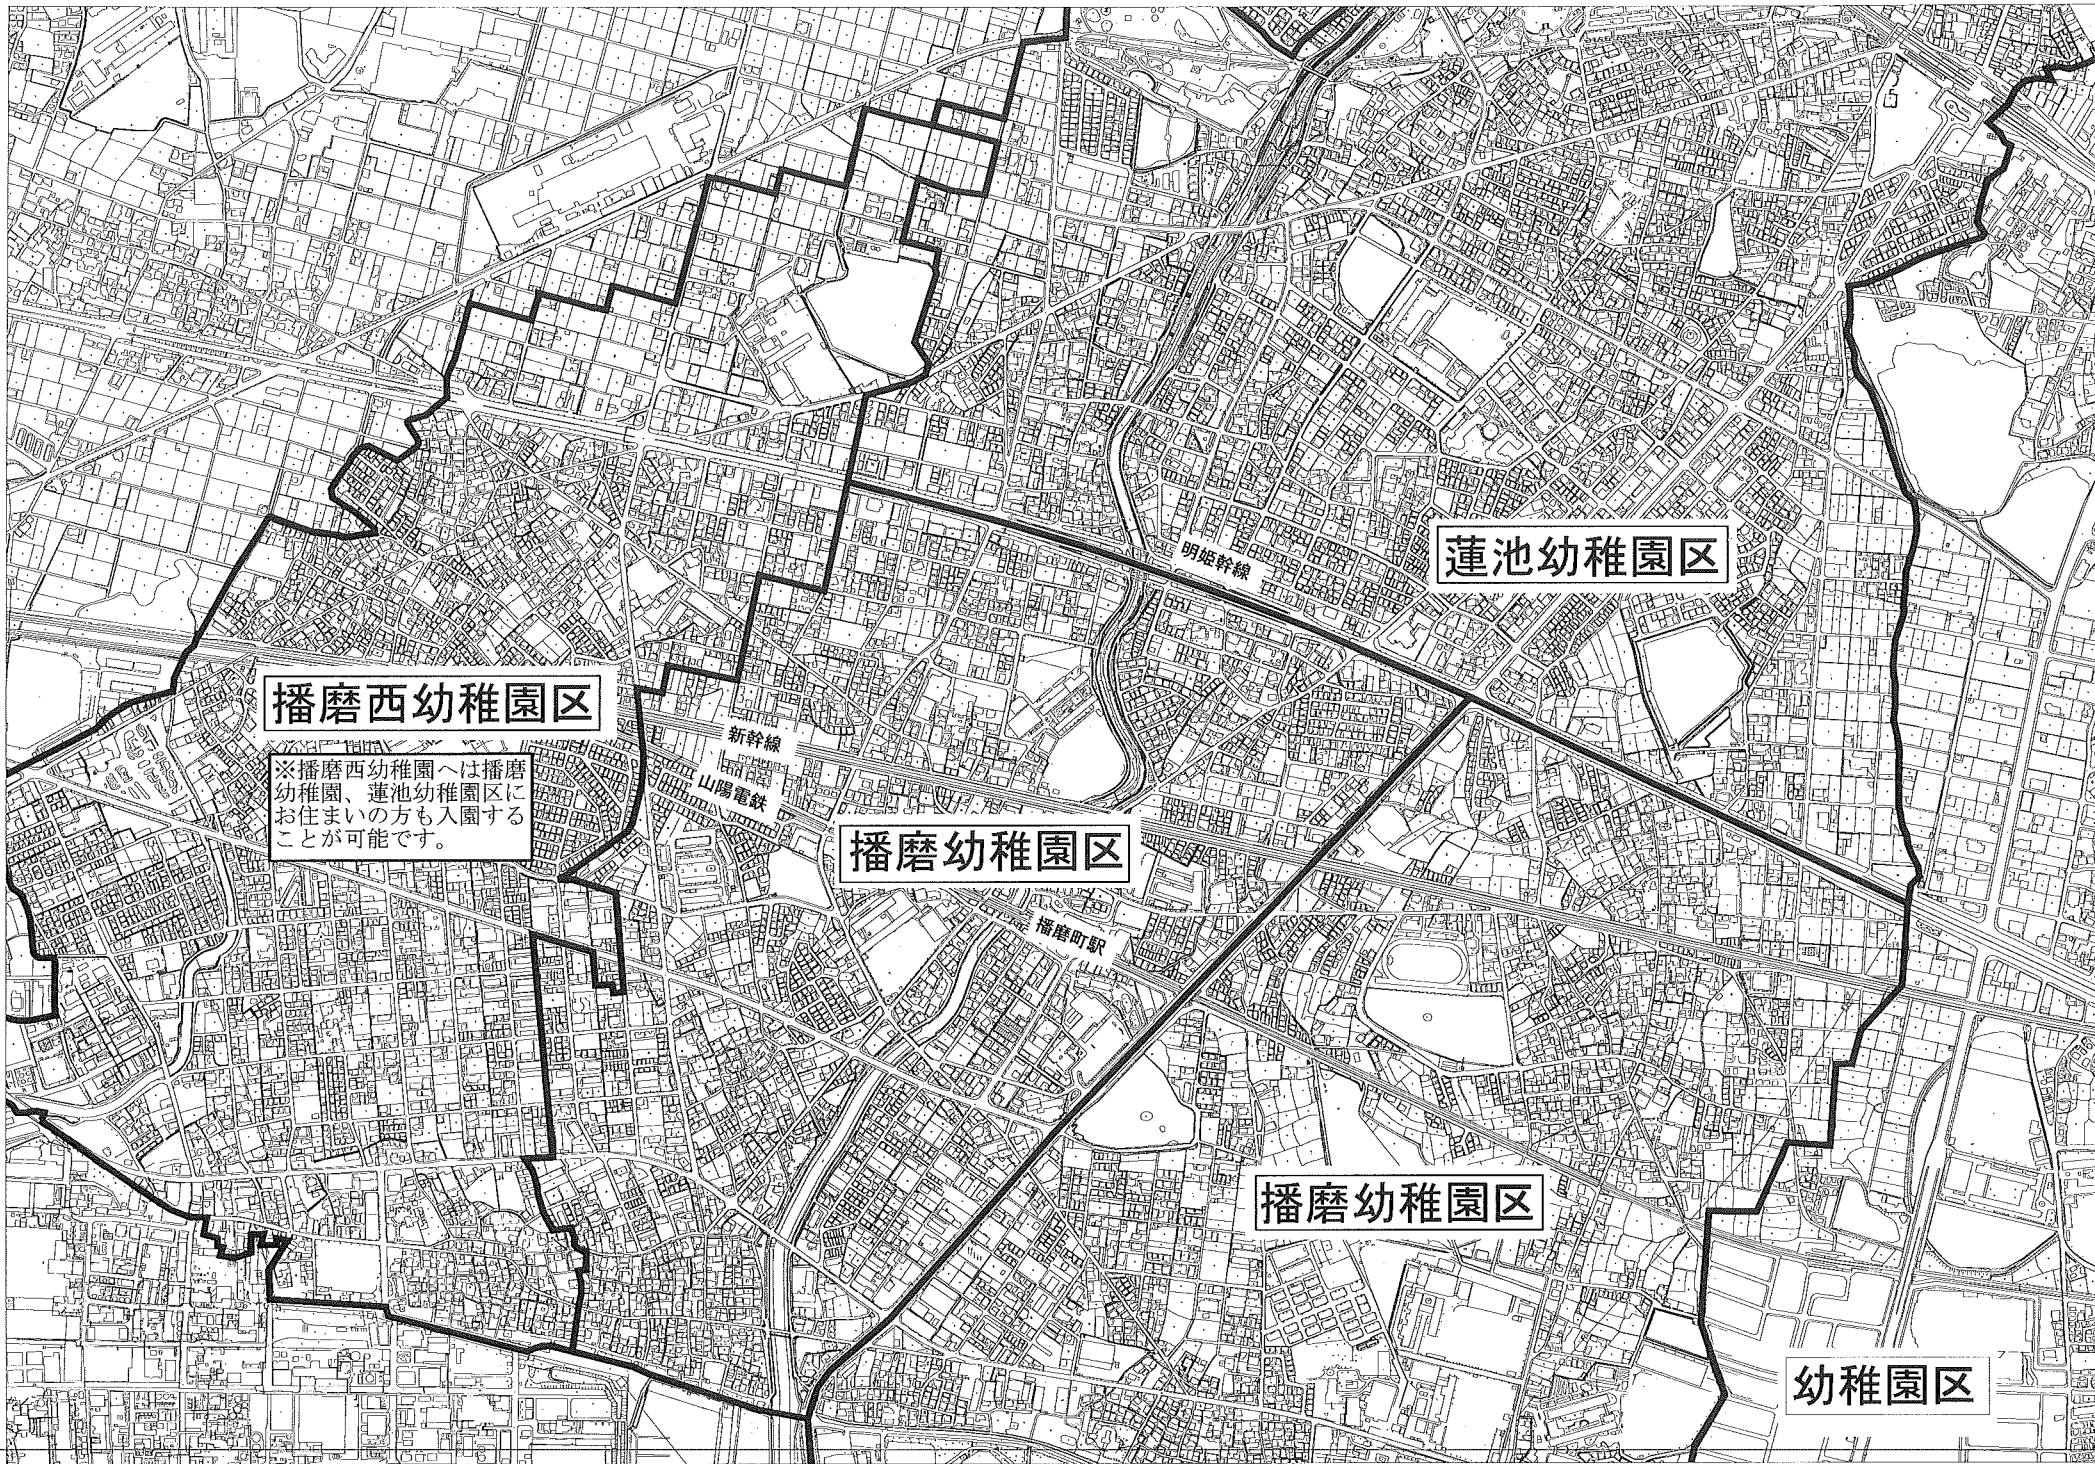 明姫幹線
蓮池幼稚園区
播磨西幼稚園区
※播磨西幼稚園へは播磨
幼稚園、蓮池幼稚園区に
お住まいの方も入園する
ことが可能です。
新幹線
山陽電鉄
播磨幼稚園区
播磨町駅
播磨幼稚園区
幼稚園区